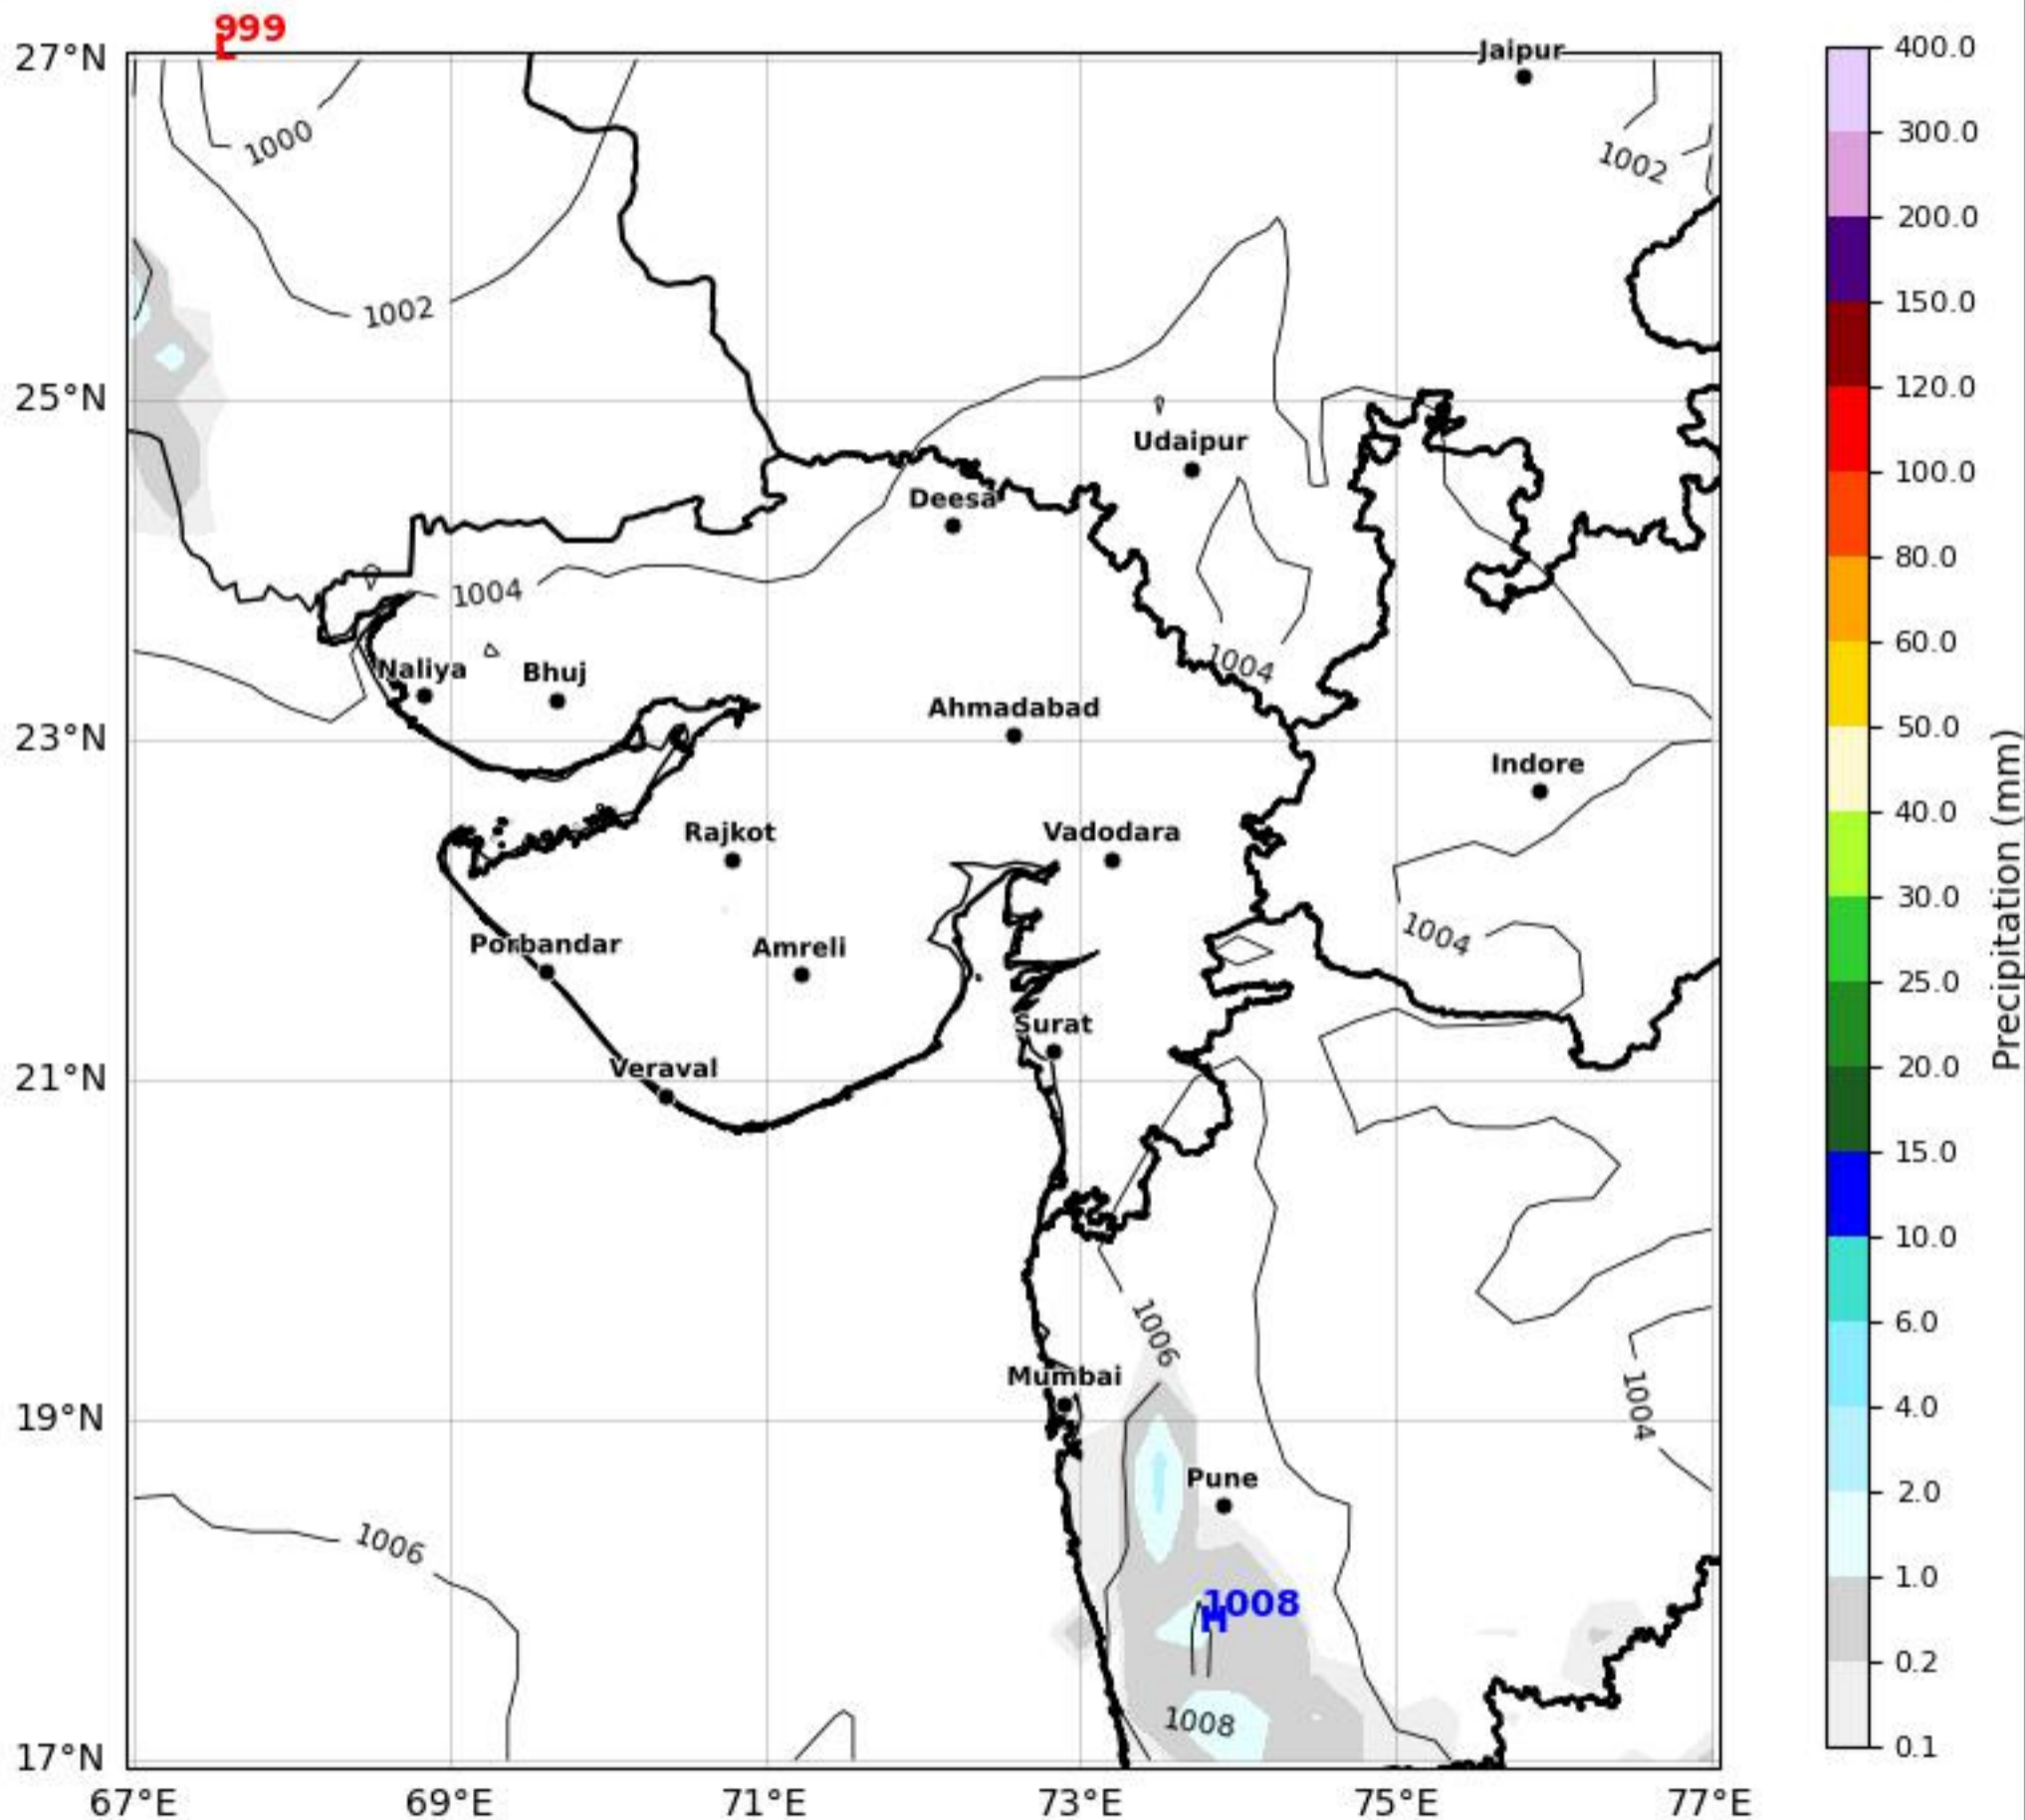 999
L
27°N
Jaipur
1000
1002
1002
25°N
Udaipur
Deesa
1004
Naliya
Bhuj
1004
Ahmadabad
23°N
Indore
Rajkot
Vadodara
1004
Porbandar
Amreli
Surat
21°N
Veraval
1006
Mumbai
1004
19°N
Pune
1006
1008
H
1008
17°N
67°E
69°E
71°E
73°E
75°E
77°E
400.0
300.0
200.0
150.0
120.0
100.0
80.0
60.0
50.0
40.0
30.0
25.0
20.0
15.0
10.0
6.0
4.0
2.0
1.0
0.2
0.1
Precipitation (mm)